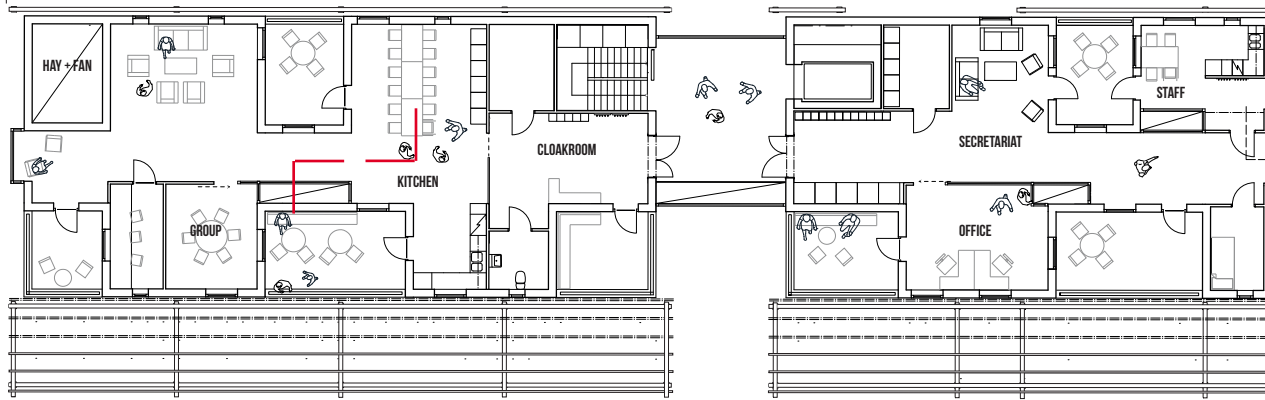 HAY + FAN
STAFF
SECRETARIAT
CLOAKROOM
KITCHEN
GROUP
OFFICE